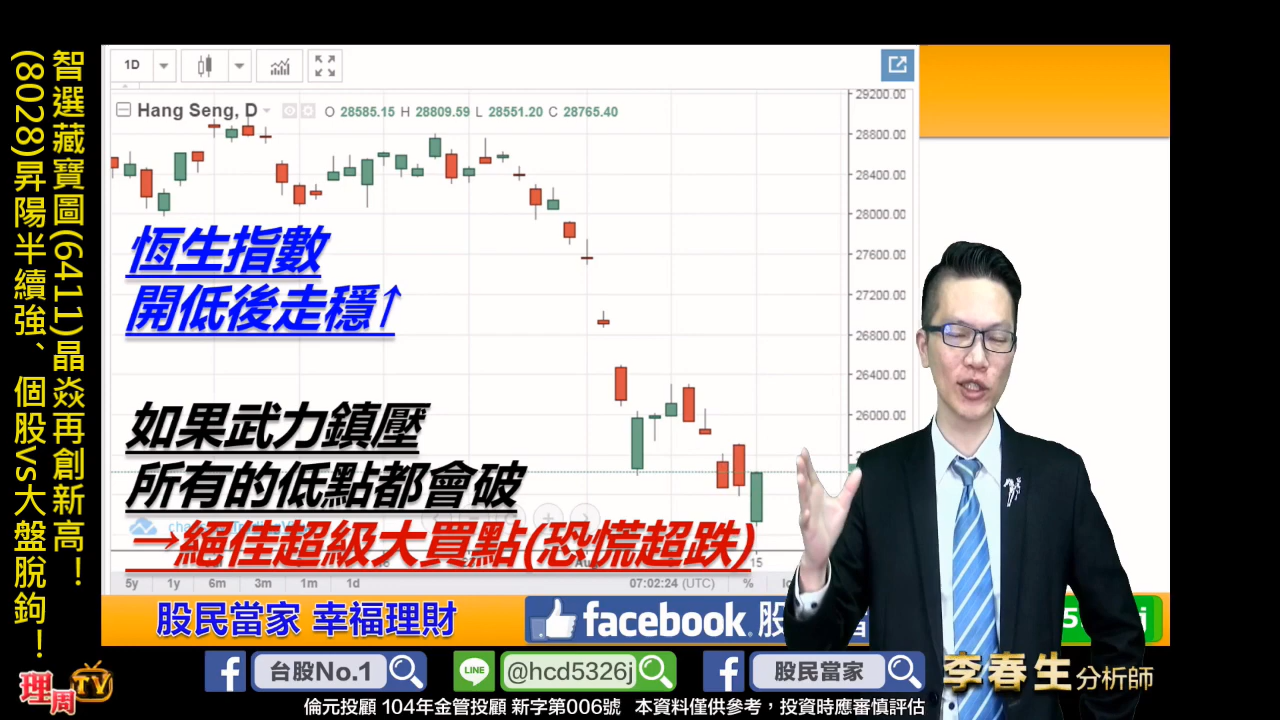 智選藏寶圖(6411)晶焱再創新高！
(8028)昇陽半續強、個股vs大盤脫鉤！
1D
Hang Seng, D
O 28585.15 H 28809.59 L 28551.20 C 28765.40
29200.00
28800.00
28400.00
28000.00
27600.00
27200.00
26800.00
26400.00
26000.00
恆生指數
開低後走穩↑
如果武力鎮壓
所有的低點都會破
→絕佳超級大買點(恐慌超跌)
15
5y 1y 6m 3m 1m 1d 07:02:24 (UTC) %
股民當家 幸福理財
facebook 股
理周TV
台股No.1
LINE @hcd5326j
股民當家
李春生分析師
倫元投顧 104年金管投顧 新字第006號 本資料僅供參考，投資時應審慎評估